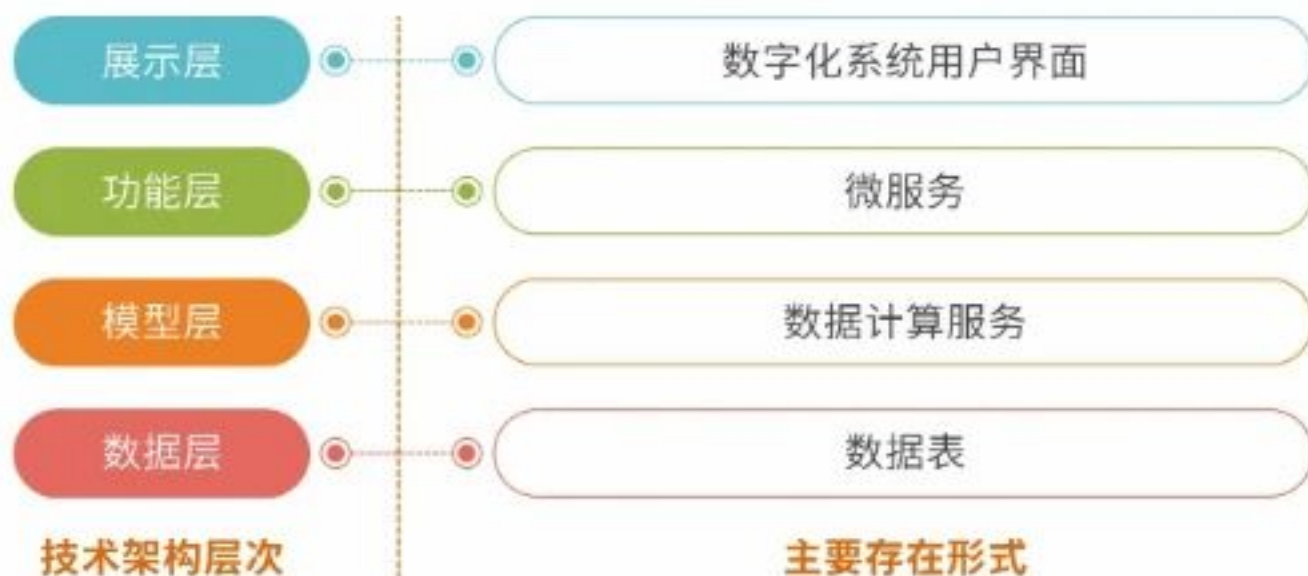 展示层
数字化系统用户界面
功能层
微服务
模型层
数据计算服务
数据层
数据表
技术架构层次
主要存在形式